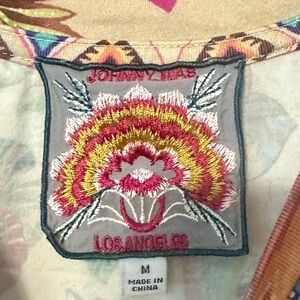 JOHNNY WAS
LOS ANGELES
M
MADE IN
CHINA